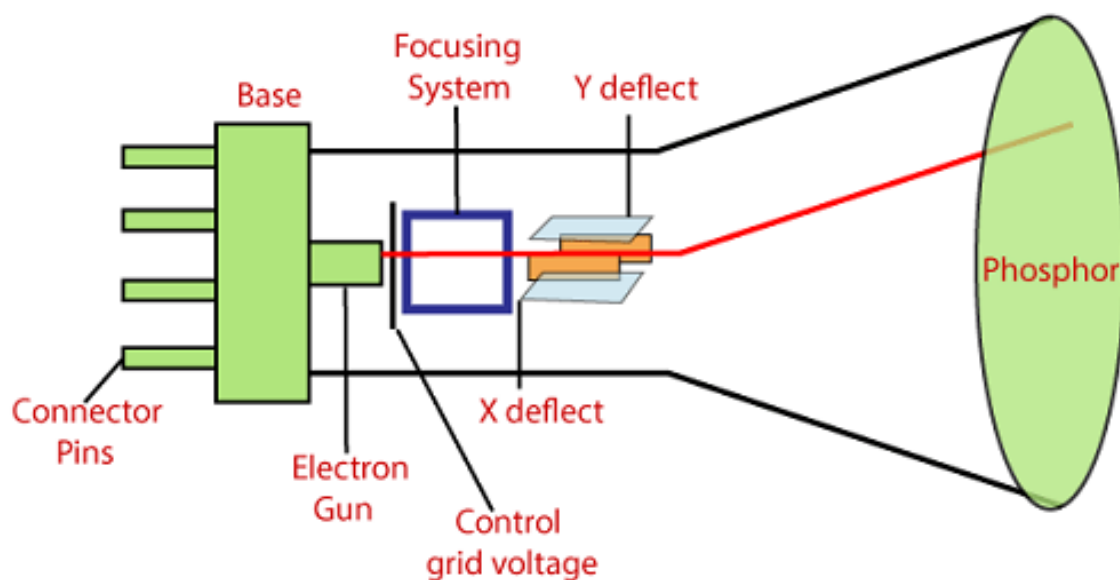 Focusing
System
Y deflect
Base
Phosphor
X deflect
Connector
Pins
Electron
Gun
Control
grid voltage